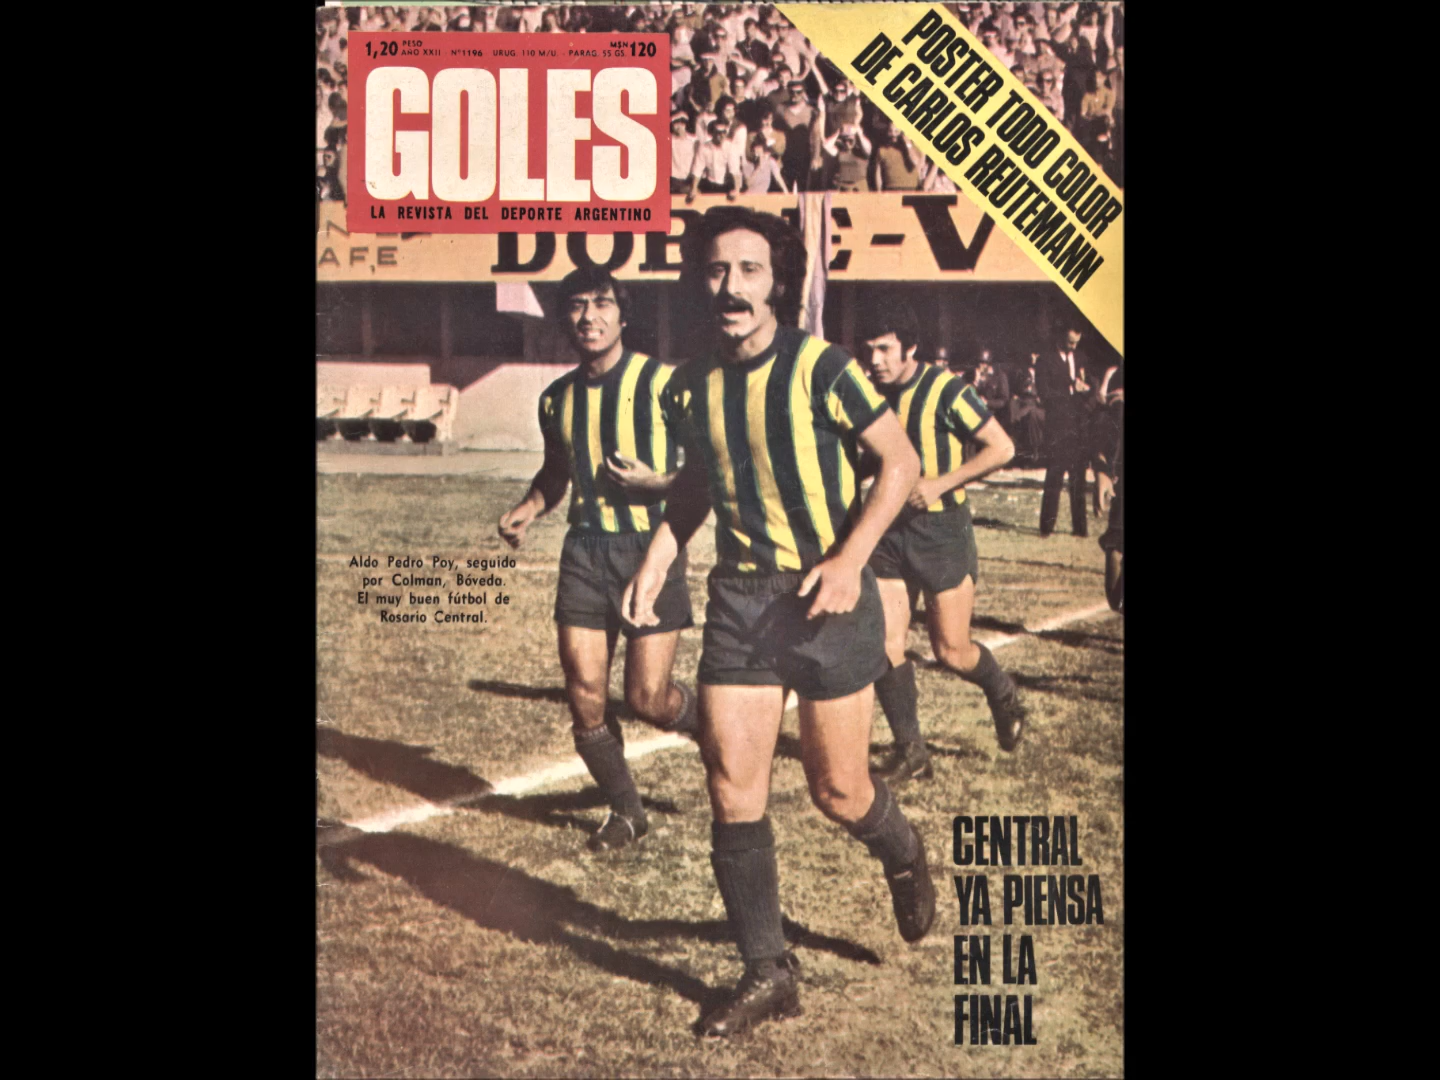 1,20 PESO AÑO XXII - Nº 1196 - URUG. 110 M/U. - PARAG. 55 GS. M$N 120
GOLES
LA REVISTA DEL DEPORTE ARGENTINO
POSTER TODO COLOR
DE CARLOS REUTEMANN
AFE
Aldo Pedro Poy, seguido
por Colman, Bóveda.
El muy buen fútbol de
Rosario Central.
CENTRAL
YA PIENSA
EN LA
FINAL